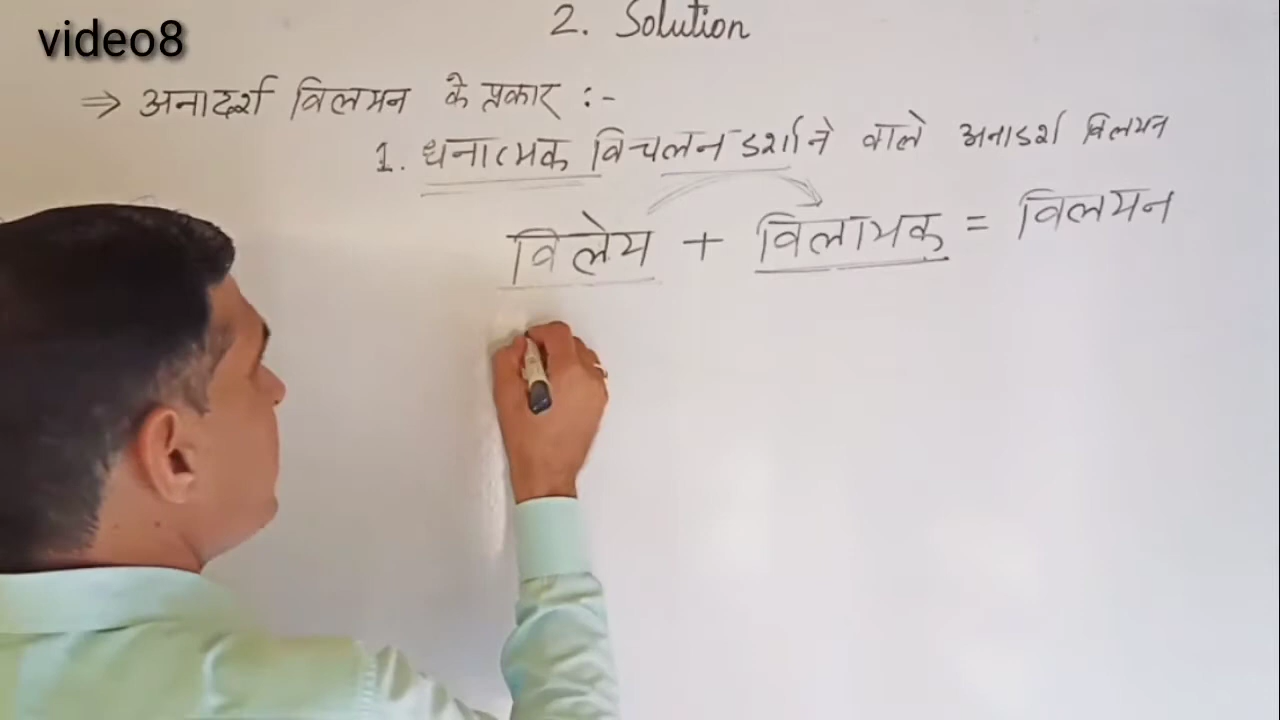 video8
2. Solution
⇒ अनादर्श विलयन के प्रकार :-
1. धनात्मक विचलन दर्शाने वाले अनादर्श विलयन
विलेय + विलायक = विलयन